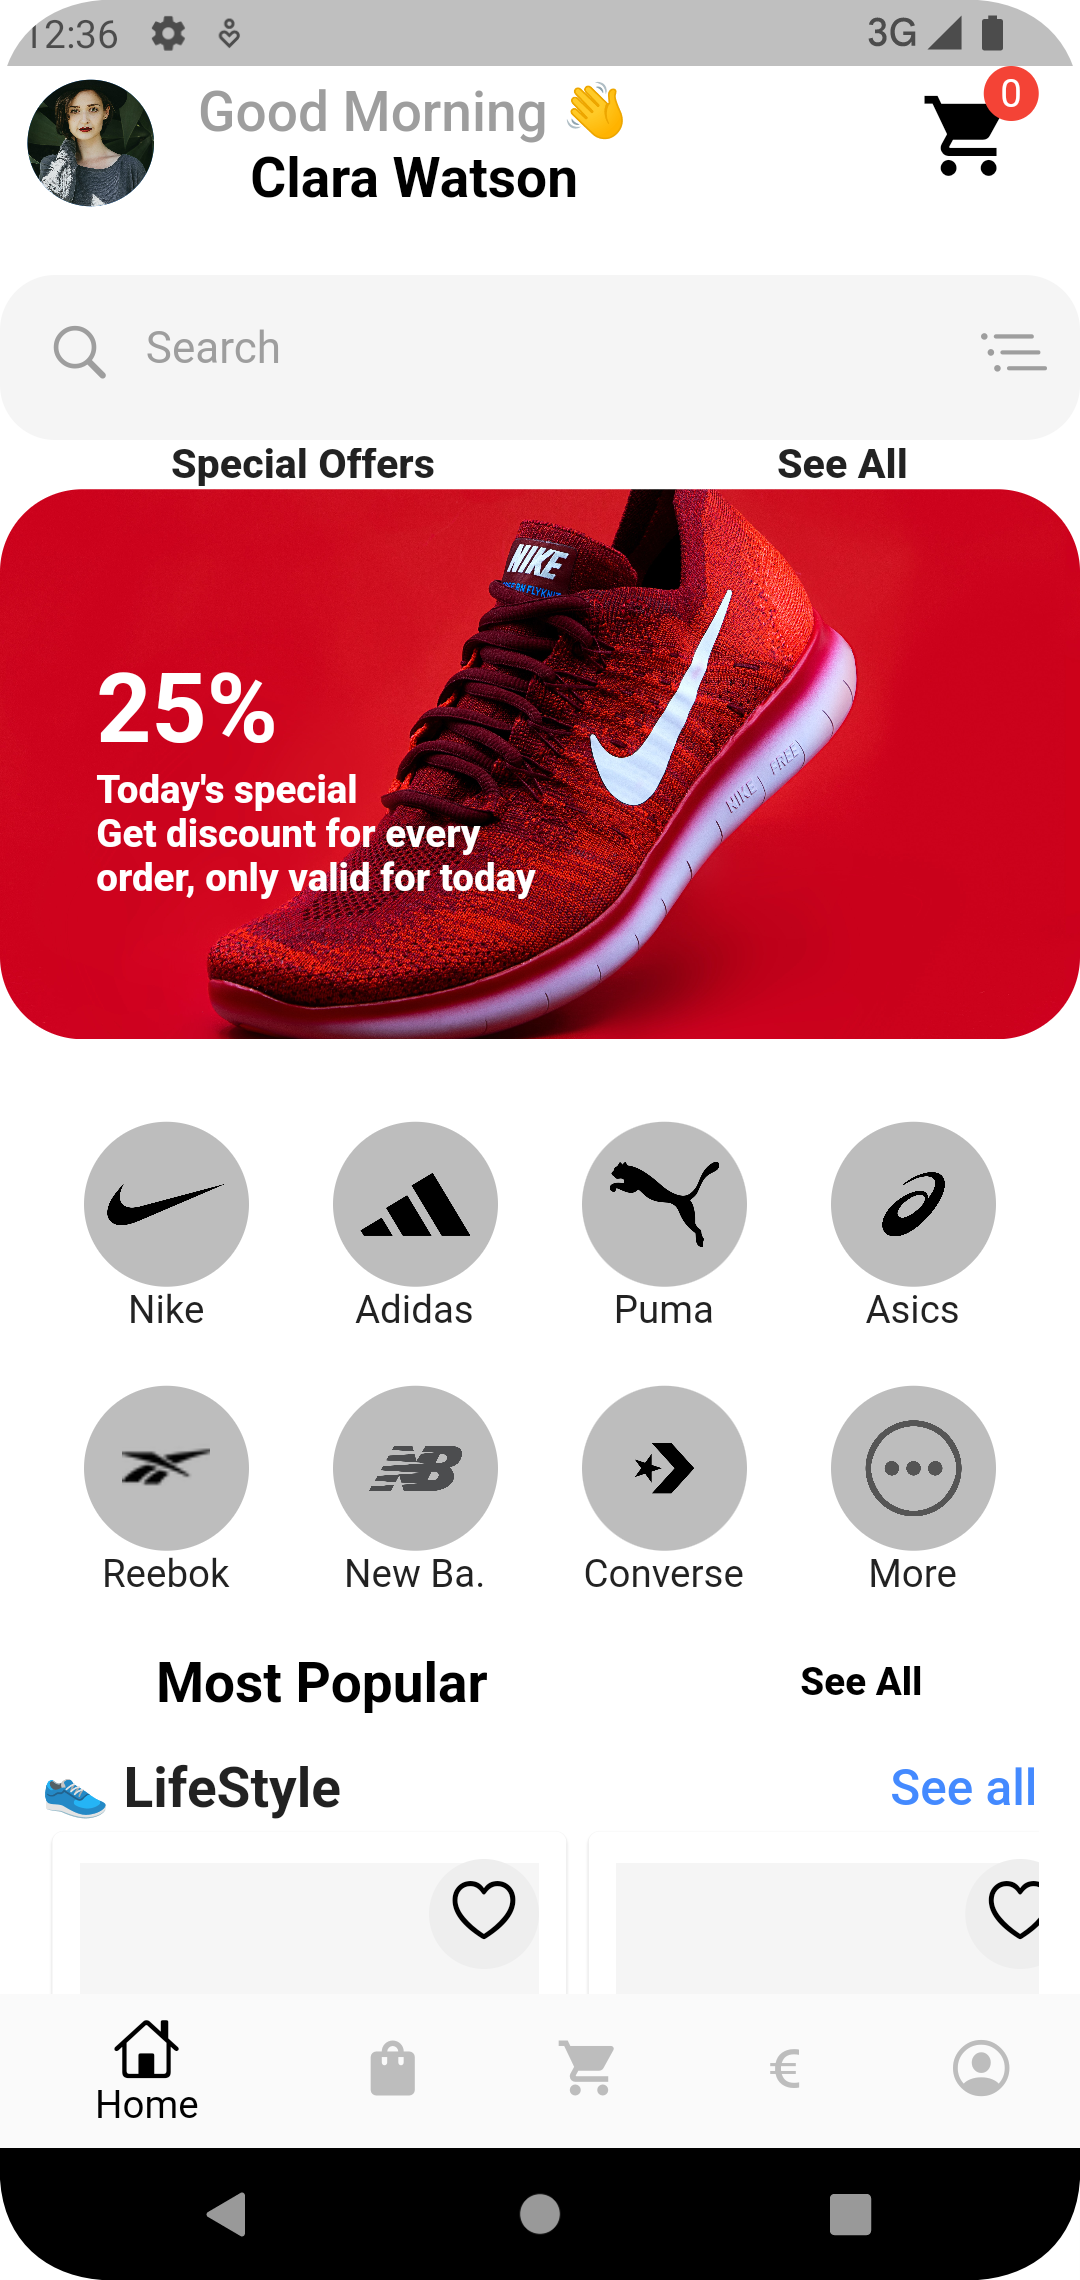 12:36
3G
Good Morning 👋
0
Clara Watson
Search
Special Offers
See All
NIKE
25%
NIKE FREE
Today's special
Get discount for every
order, only valid for today
Nike
Adidas
Puma
Asics
Reebok
New Ba.
Converse
More
Most Popular
See All
👟 LifeStyle
See all
€
Home